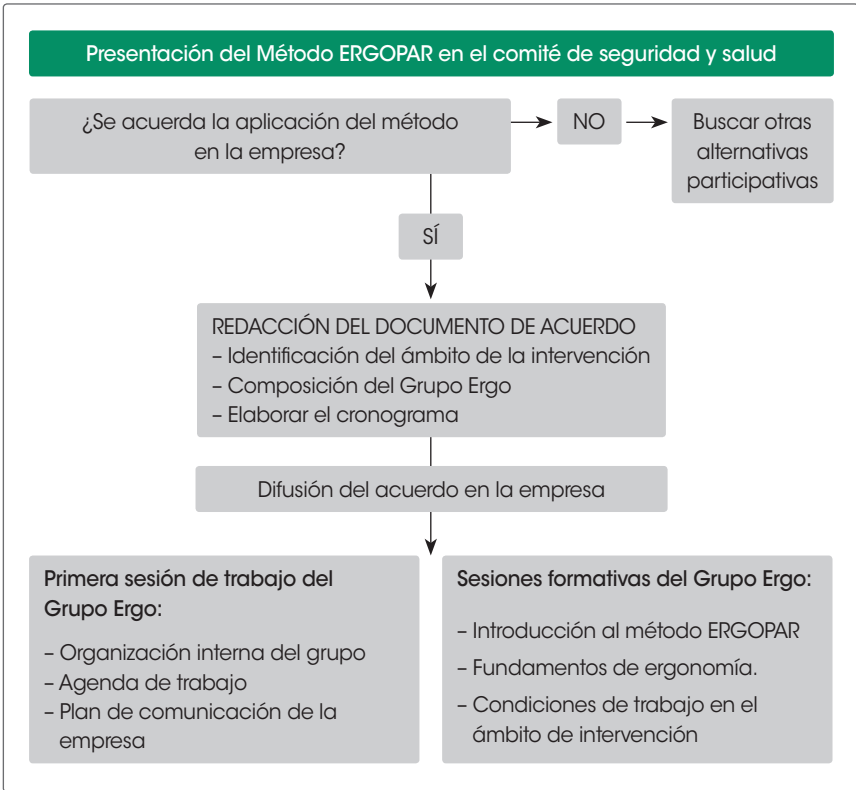 Presentación del Método ERGOPAR en el comité de seguridad y salud
¿Se acuerda la aplicación del método
en la empresa?
NO
Buscar otras
alternativas
participativas
SÍ
REDACCIÓN DEL DOCUMENTO DE ACUERDO
– Identificación del ámbito de la intervención
– Composición del Grupo Ergo
– Elaborar el cronograma
Difusión del acuerdo en la empresa
Primera sesión de trabajo del
Grupo Ergo:
– Organización interna del grupo
– Agenda de trabajo
– Plan de comunicación de la
empresa
Sesiones formativas del Grupo Ergo:
– Introducción al método ERGOPAR
– Fundamentos de ergonomía.
– Condiciones de trabajo en el
ámbito de intervención